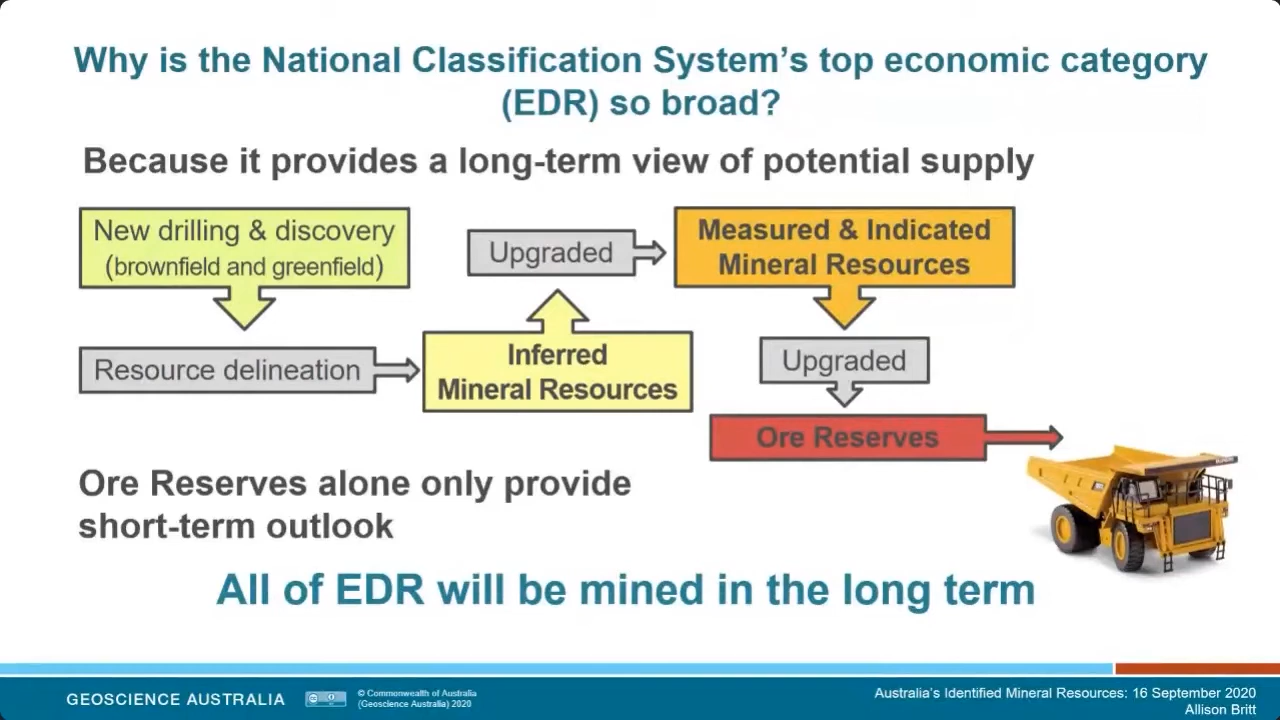 Why is the National Classification System’s top economic category
(EDR) so broad?
Because it provides a long-term view of potential supply
New drilling & discovery
(brownfield and greenfield)
Resource delineation
Inferred
Mineral Resources
Upgraded
Measured & Indicated
Mineral Resources
Upgraded
Ore Reserves
Ore Reserves alone only provide
short-term outlook
All of EDR will be mined in the long term
GEOSCIENCE AUSTRALIA
© Commonwealth of Australia
(Geoscience Australia) 2020
Australia’s Identified Mineral Resources: 16 September 2020
Allison Britt